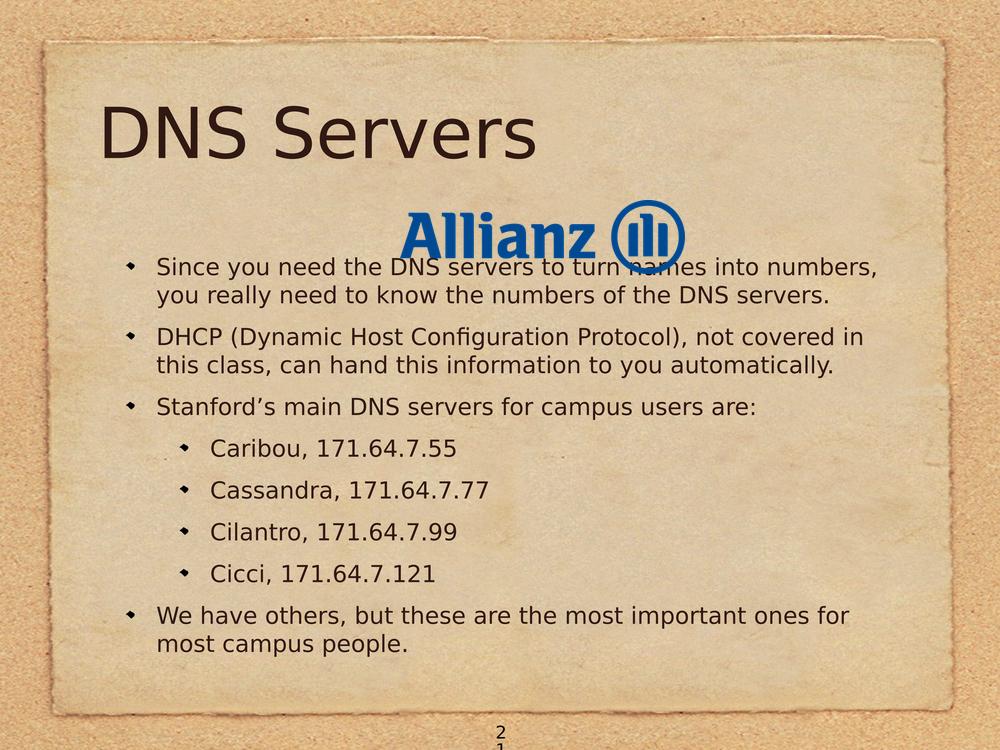 DNS Servers
Allianz
Since you need the DNS servers to turn names into numbers,
you really need to know the numbers of the DNS servers.
DHCP (Dynamic Host Configuration Protocol), not covered in
this class, can hand this information to you automatically.
Stanford’s main DNS servers for campus users are:
Caribou, 171.64.7.55
Cassandra, 171.64.7.77
Cilantro, 171.64.7.99
Cicci, 171.64.7.121
We have others, but these are the most important ones for
most campus people.
2
1